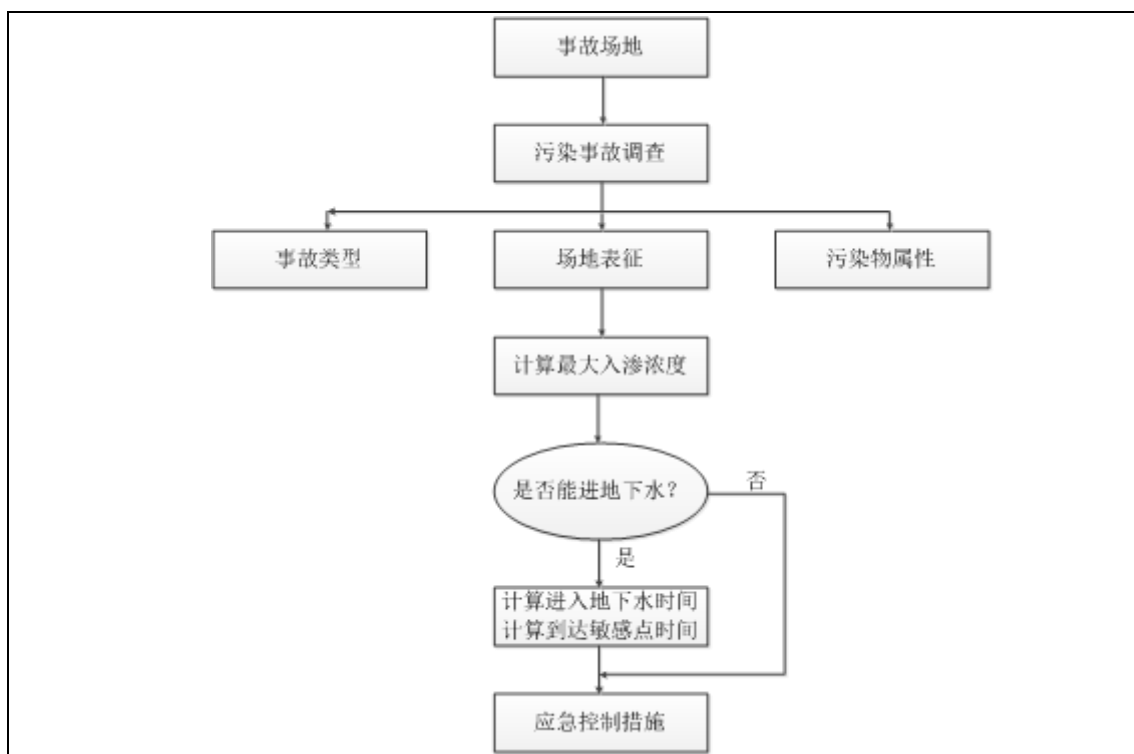 事故场地
污染事故调查
事故类型
场地表征
污染物属性
计算最大入渗浓度
是否能进地下水？
否
是
计算进入地下水时间
计算到达敏感点时间
应急控制措施